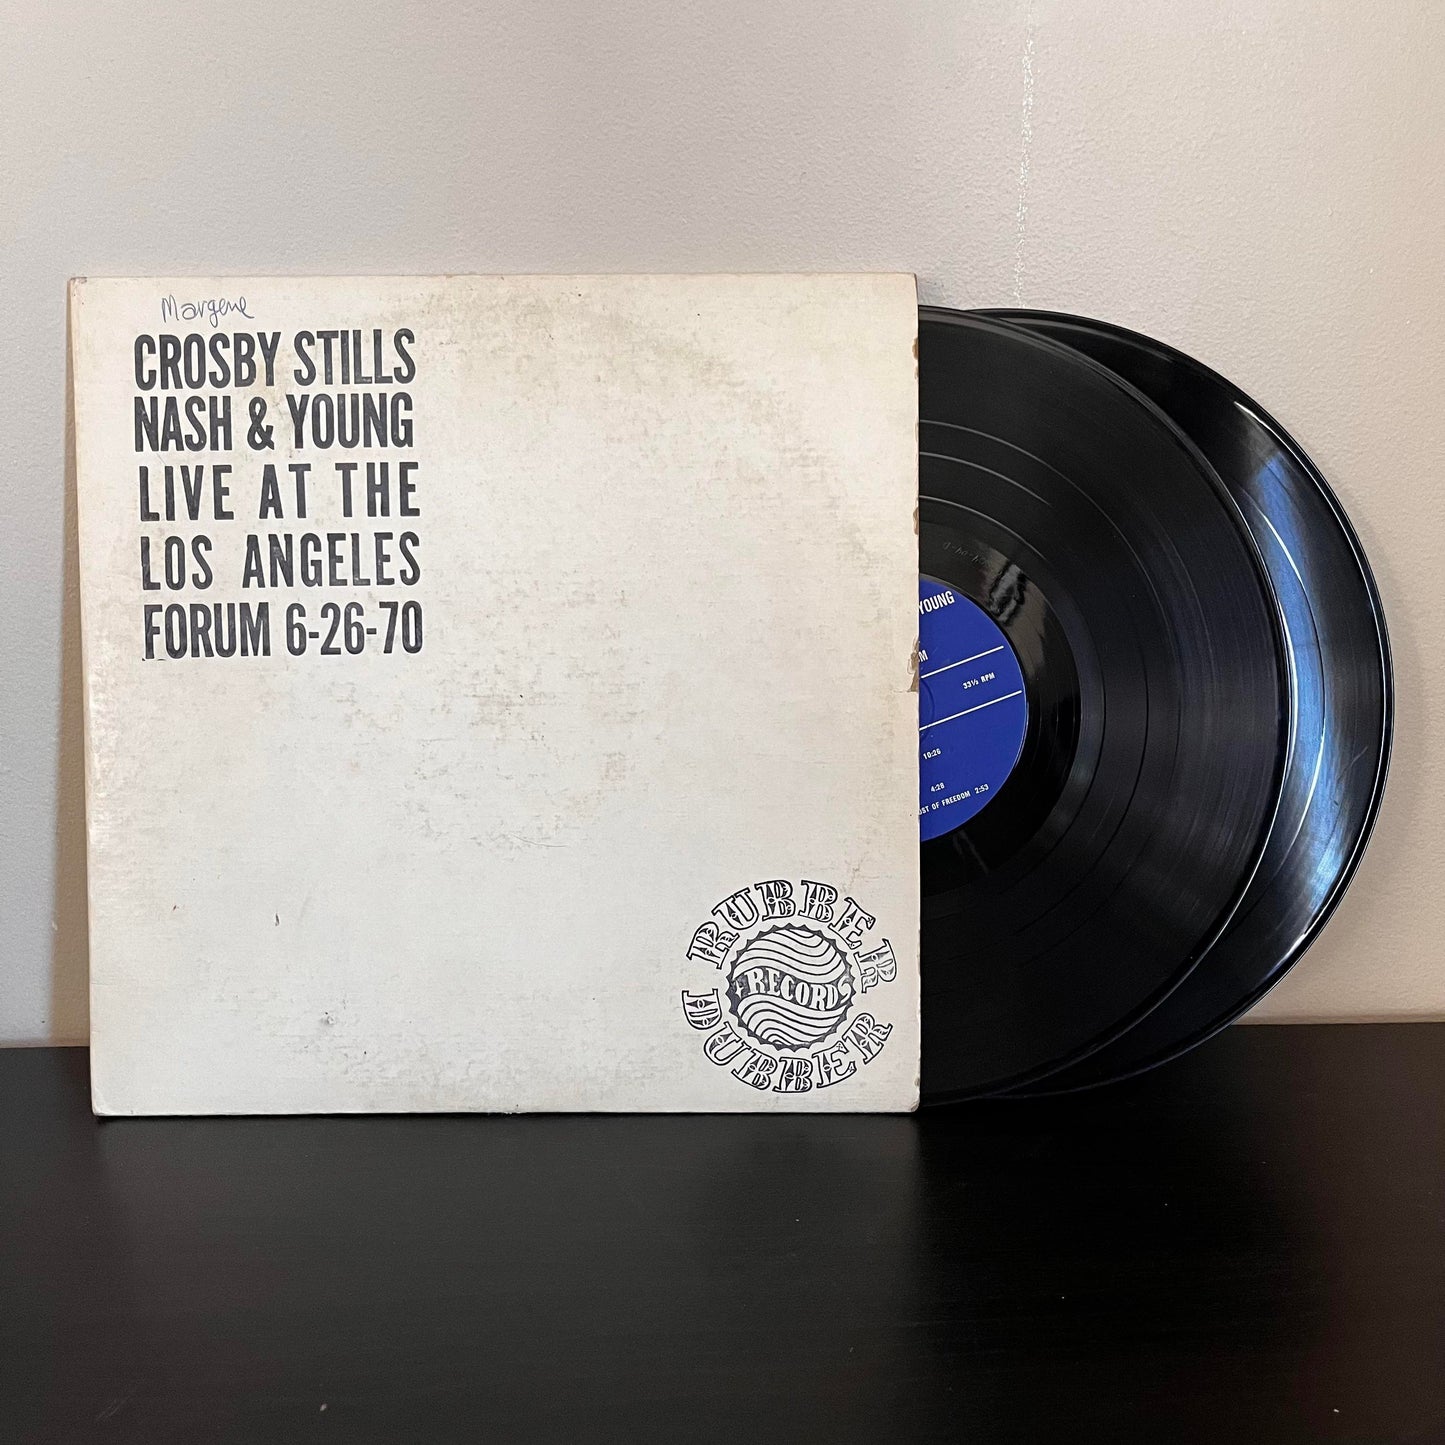 Margene
CROSBY STILLS
NASH & YOUNG
LIVE AT THE
LOS ANGELES
FORUM 6-26-70
RUBBER
RECORDS
DUBBER
YOUNG
33⅓ RPM
10:26
4:28
OF FREEDOM 2:53